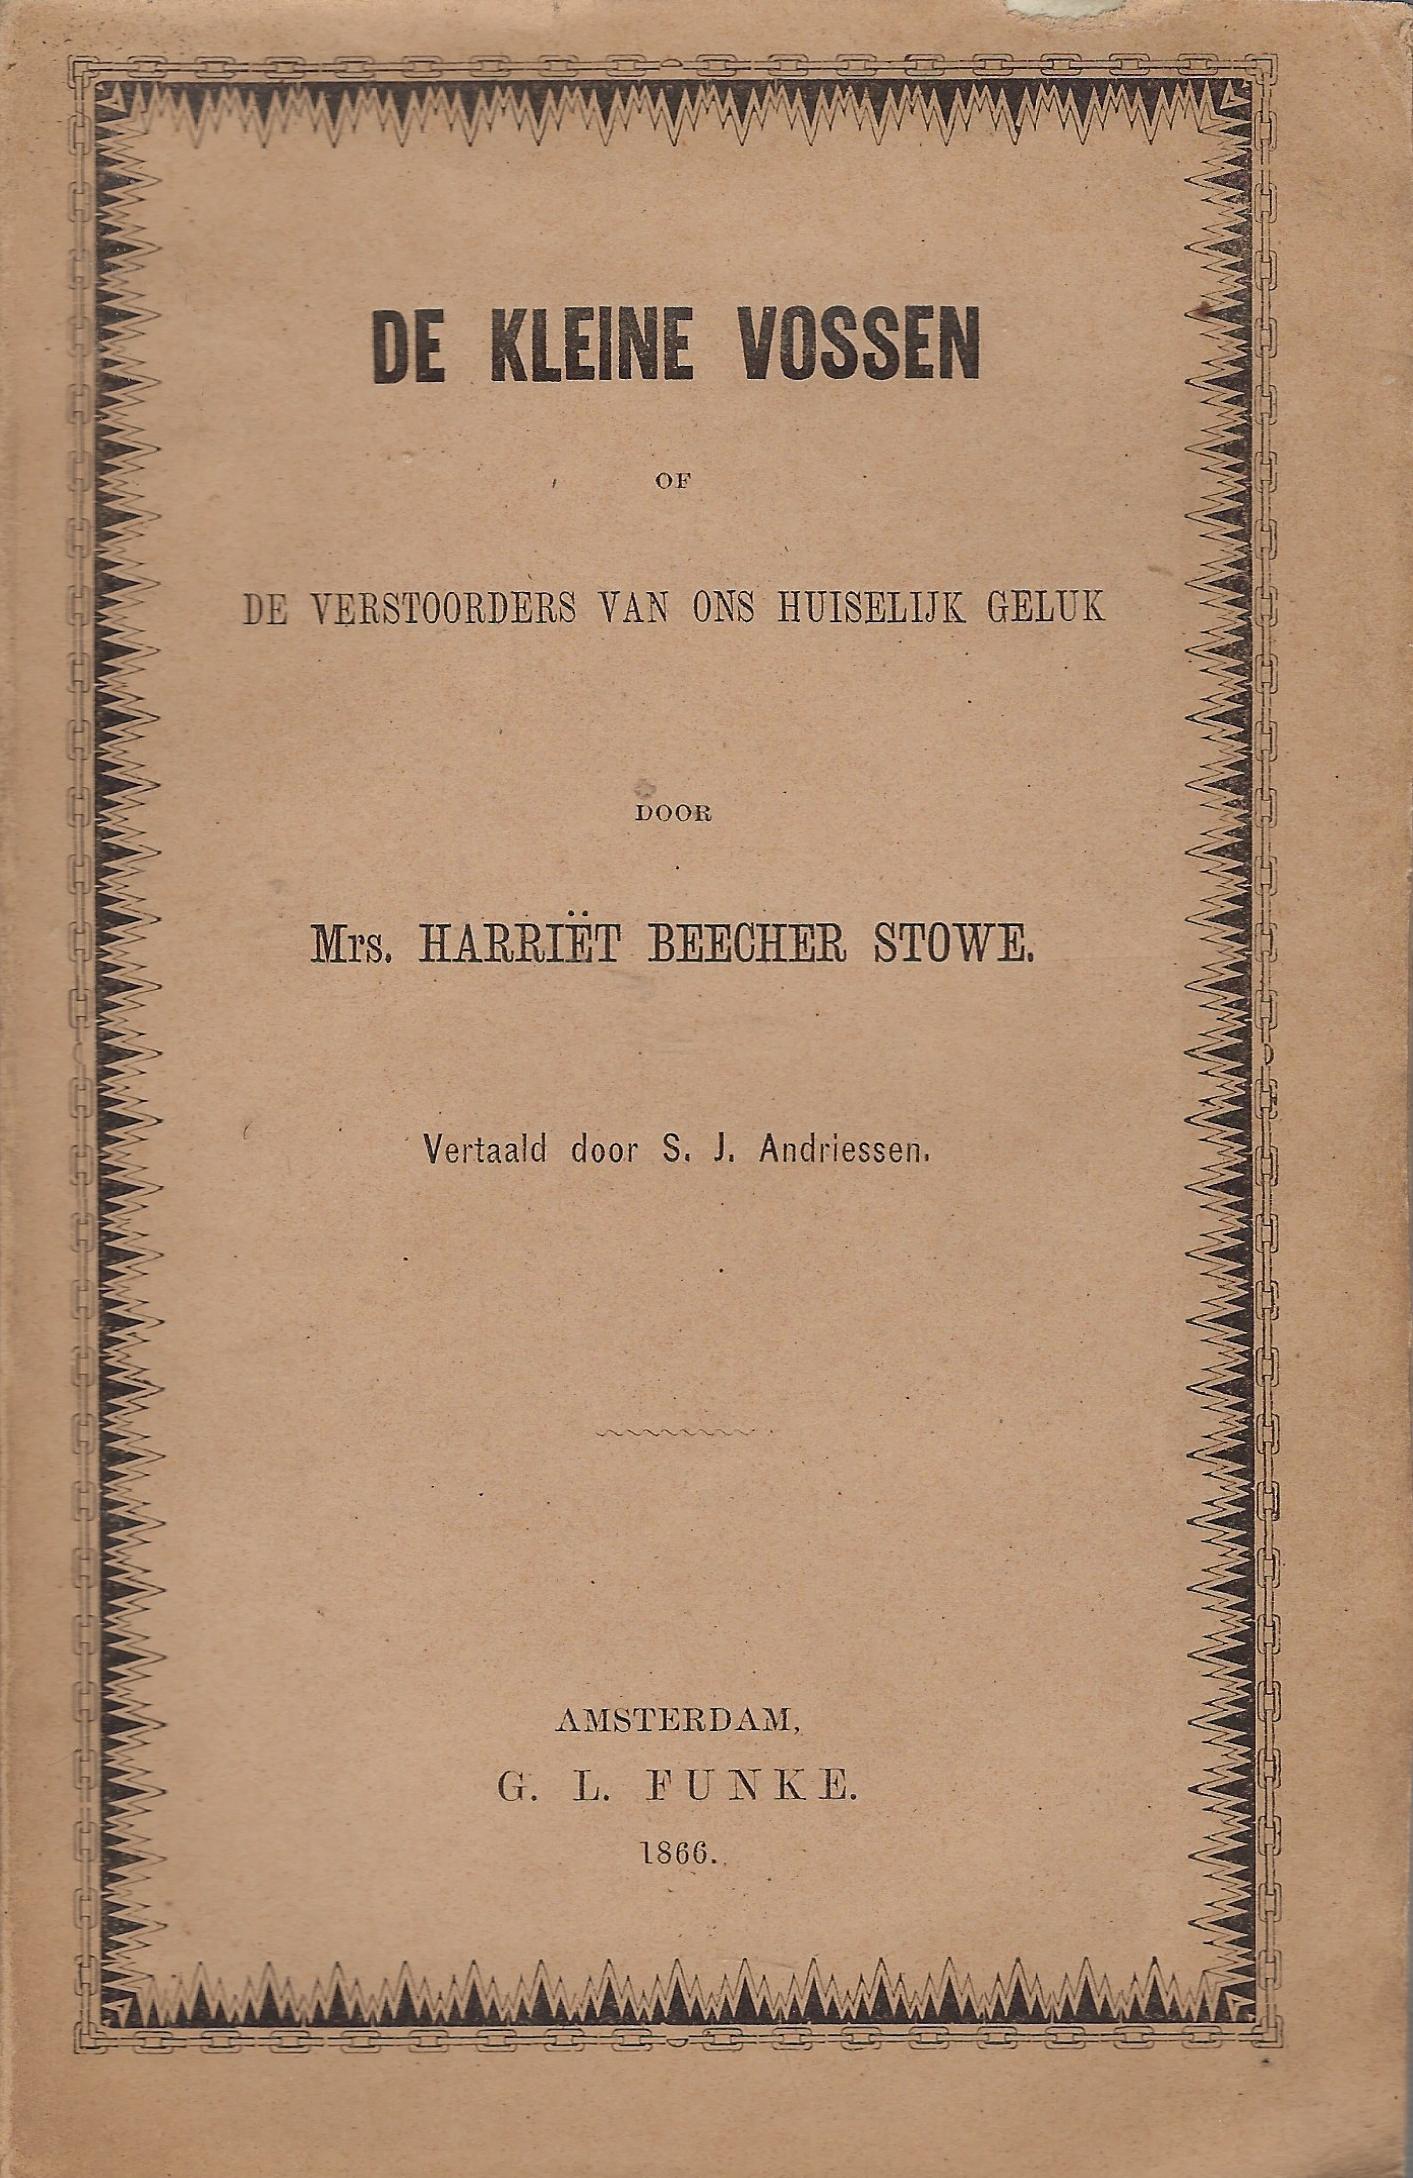 DE KLEINE VOSSEN
OF
DE VERSTOORDERS VAN ONS HUISELIJK GELUK
DOOR
Mrs. HARRIËT BEECHER STOWE.
Vertaald door S. J. Andriessen.
AMSTERDAM,
G. L. FUNKE.
1866.